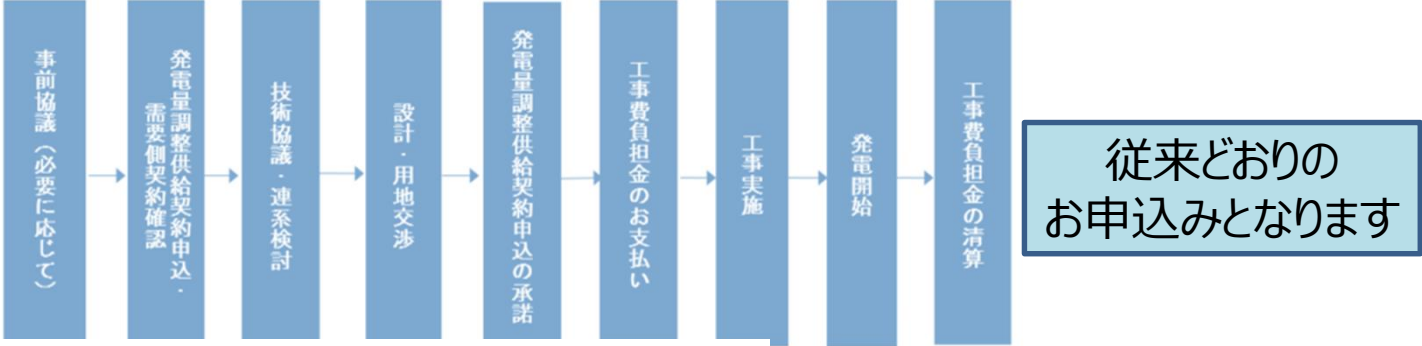 事前協議（必要に応じて）
発電量調整供給契約申込・
需要側契約確認
技術協議・連系検討
設計・用地交渉
発電量調整供給契約申込の承諾
工事費負担金のお支払い
工事実施
発電開始
工事費負担金の清算
従来どおりの
お申込みとなります